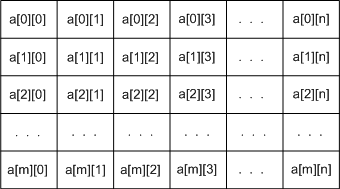 a[0][0] a[0][1] a[0][2] a[0][3] . . . a[0][n]
a[1][0] a[1][1] a[1][2] a[1][3] . . . a[1][n]
a[2][0] a[2][1] a[2][2] a[2][3] . . . a[2][n]
. . . . . . . . . . . . . . . . . .
a[m][0] a[m][1] a[m][2] a[m][3] . . . a[m][n]